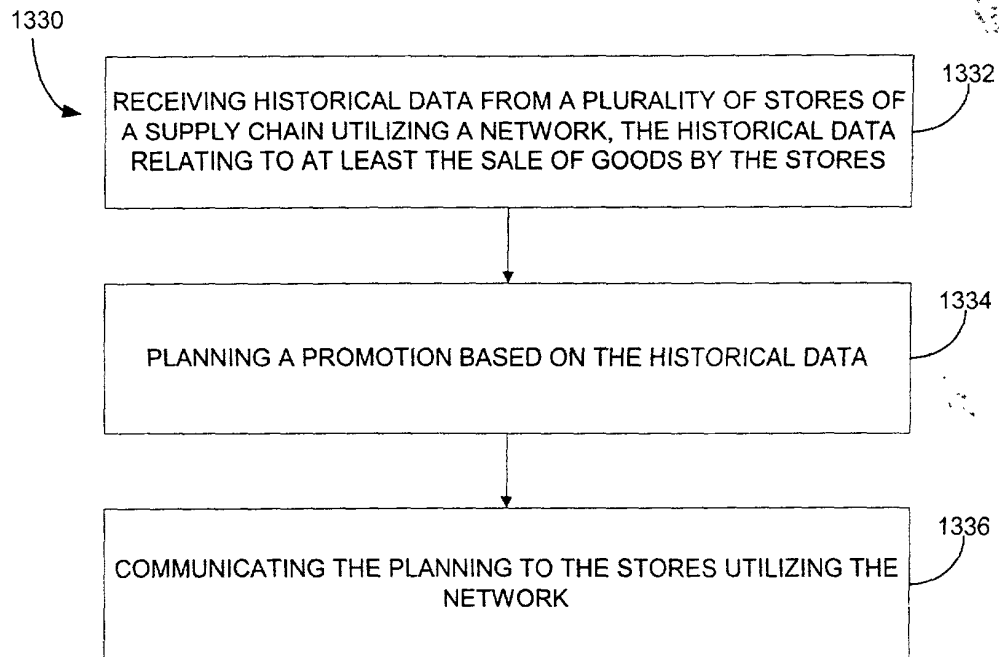 1330
RECEIVING HISTORICAL DATA FROM A PLURALITY OF STORES OF
A SUPPLY CHAIN UTILIZING A NETWORK, THE HISTORICAL DATA
RELATING TO AT LEAST THE SALE OF GOODS BY THE STORES
1332
PLANNING A PROMOTION BASED ON THE HISTORICAL DATA
1334
COMMUNICATING THE PLANNING TO THE STORES UTILIZING THE
NETWORK
1336